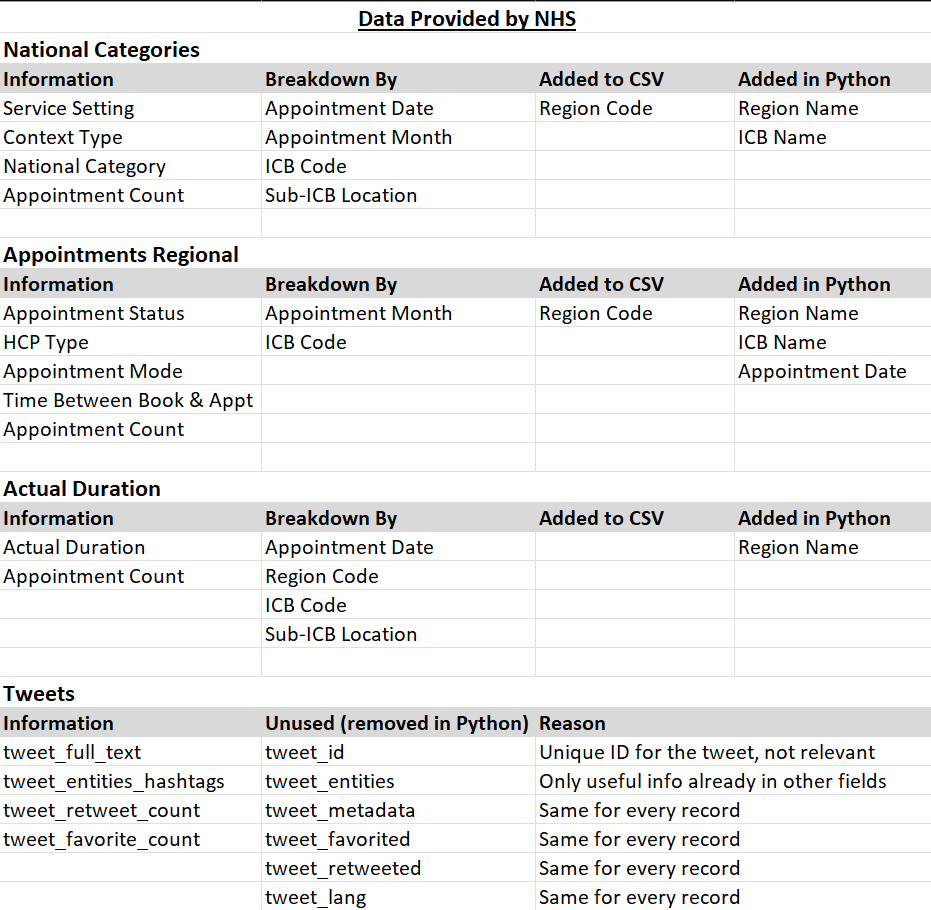 Data Provided by NHS
National Categories
Information Breakdown By Added to CSV Added in Python
Service Setting Appointment Date Region Code Region Name
Context Type Appointment Month ICB Name
National Category ICB Code
Appointment Count Sub-ICB Location
Appointments Regional
Information Breakdown By Added to CSV Added in Python
Appointment Status Appointment Month Region Code Region Name
HCP Type ICB Code ICB Name
Appointment Mode Appointment Date
Time Between Book & Appt
Appointment Count
Actual Duration
Information Breakdown By Added to CSV Added in Python
Actual Duration Appointment Date Region Name
Appointment Count Region Code
ICB Code
Sub-ICB Location
Tweets
Information Unused (removed in Python) Reason
tweet_full_text tweet_id Unique ID for the tweet, not relevant
tweet_entities_hashtags tweet_entities Only useful info already in other fields
tweet_retweet_count tweet_metadata Same for every record
tweet_favorite_count tweet_favorited Same for every record
tweet_retweeted Same for every record
tweet_lang Same for every record